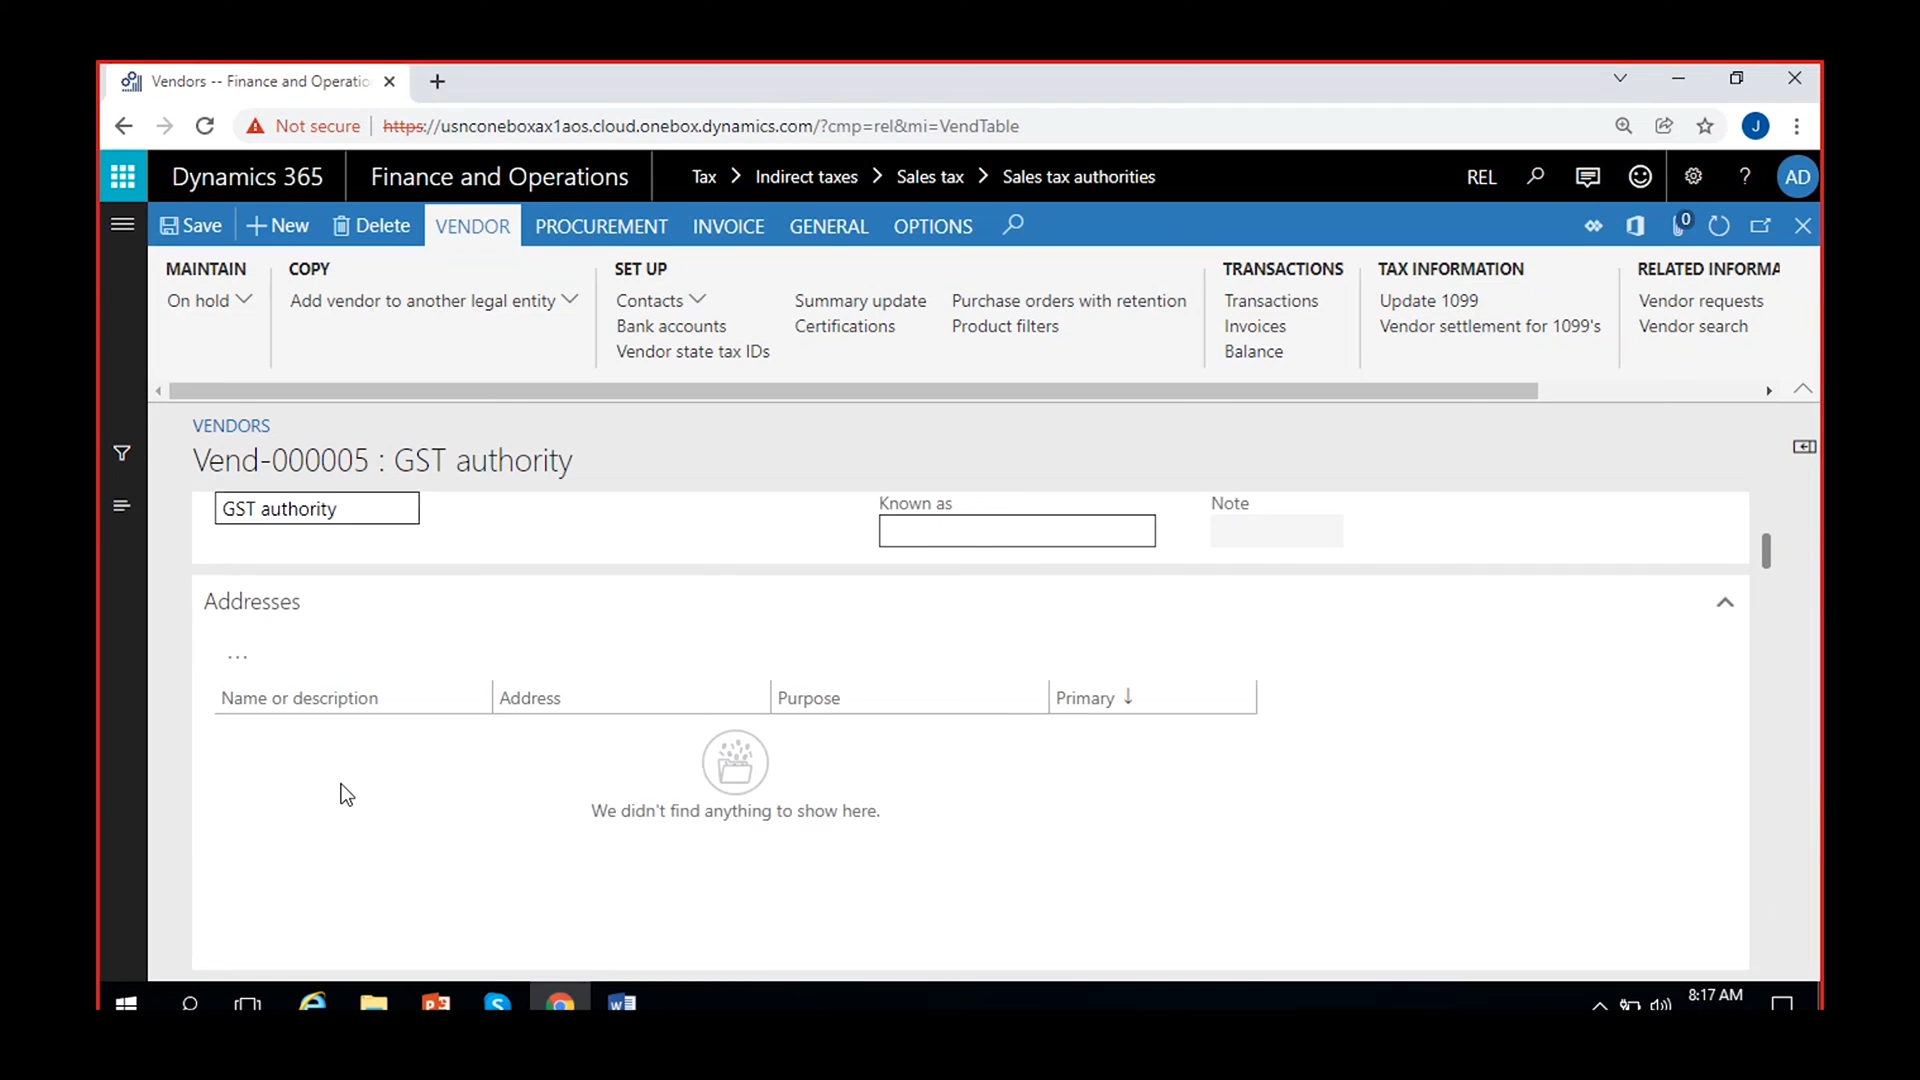 Vendors -- Finance and Operatio
Not secure
https://usnconeboxax1aos.cloud.onebox.dynamics.com/?cmp=rel&mi=VendTable
J
Dynamics 365
Finance and Operations
Tax > Indirect taxes > Sales tax > Sales tax authorities
REL
?
AD
Save
New
Delete
VENDOR
PROCUREMENT
INVOICE
GENERAL
OPTIONS
0
MAINTAIN
On hold
COPY
Add vendor to another legal entity
SET UP
Contacts
Bank accounts
Vendor state tax IDs
Summary update
Certifications
Purchase orders with retention
Product filters
TRANSACTIONS
Transactions
Invoices
Balance
TAX INFORMATION
Update 1099
Vendor settlement for 1099's
RELATED INFORMA
Vendor requests
Vendor search
VENDORS
Vend-000005 : GST authority
GST authority
Known as
Note
Addresses
...
Name or description
Address
Purpose
Primary
We didn't find anything to show here.
8:17 AM